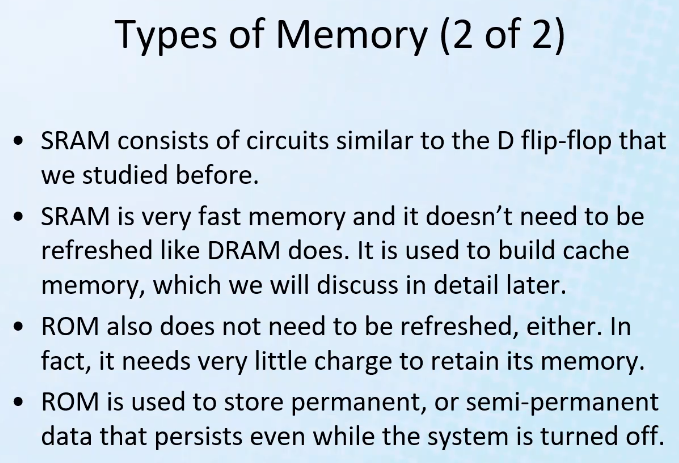 Types of Memory (2 of 2)
• SRAM consists of circuits similar to the D flip-flop that
we studied before.
• SRAM is very fast memory and it doesn’t need to be
refreshed like DRAM does. It is used to build cache
memory, which we will discuss in detail later.
• ROM also does not need to be refreshed, either. In
fact, it needs very little charge to retain its memory.
• ROM is used to store permanent, or semi-permanent
data that persists even while the system is turned off.